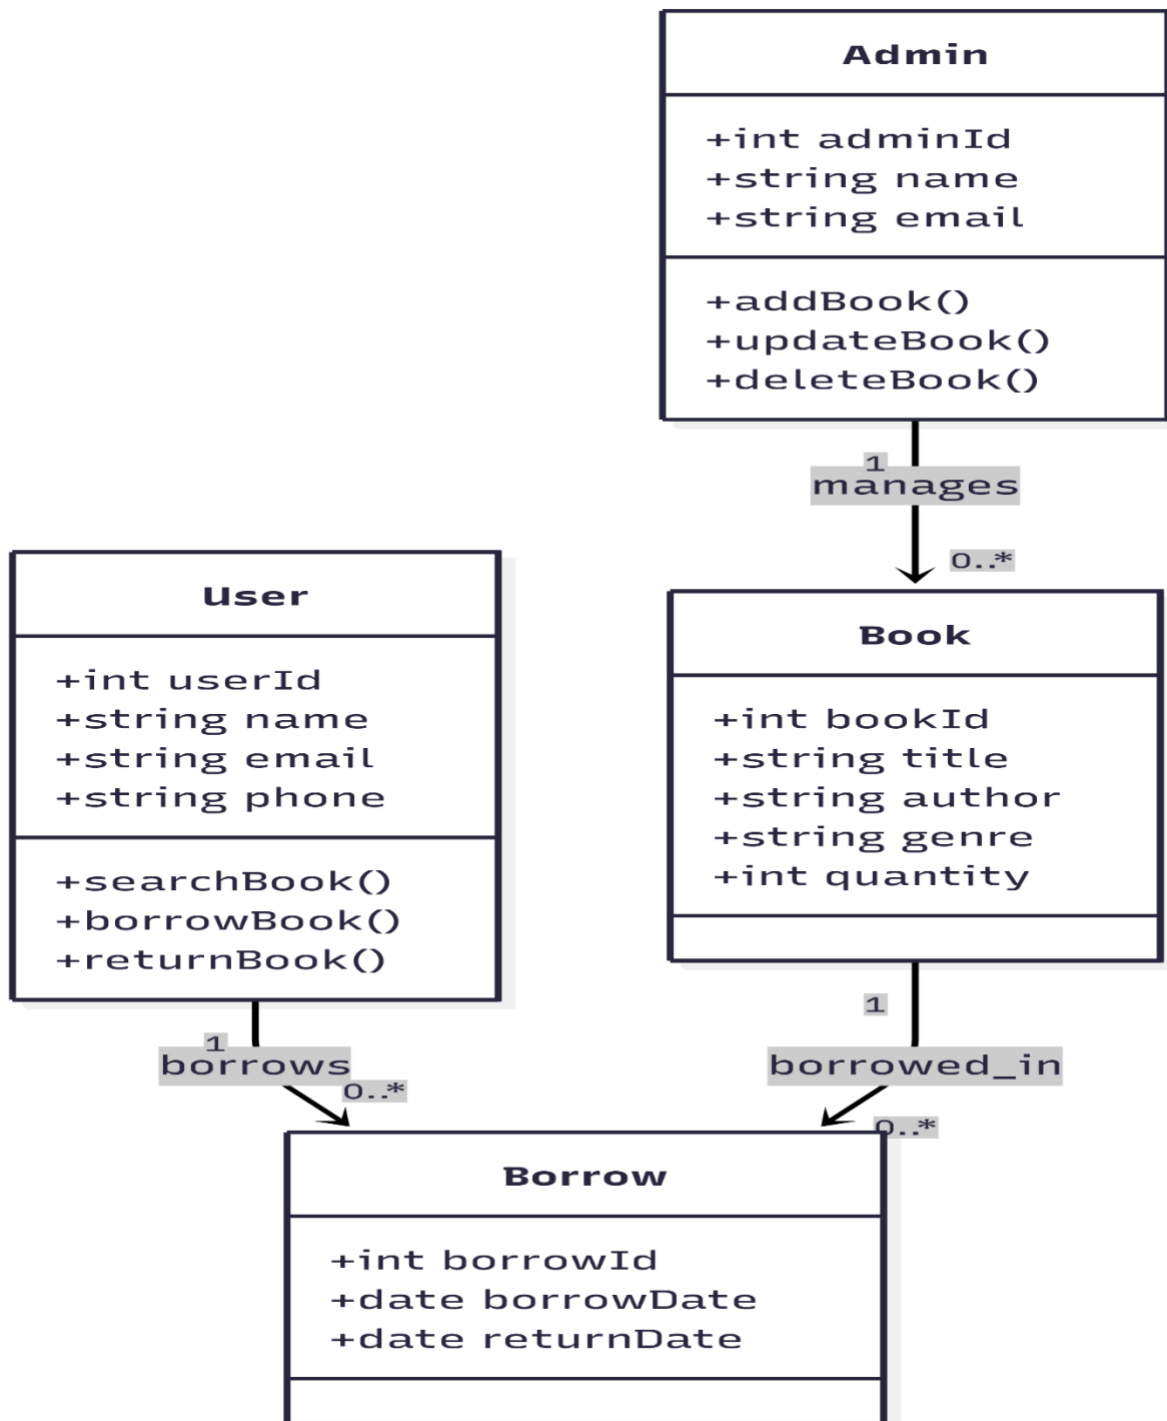 Admin
+int adminId
+string name
+string email
+addBook()
+updateBook()
+deleteBook()
1
manages
0..*
User
+int userId
+string name
+string email
+string phone
+searchBook()
+borrowBook()
+returnBook()
Book
+int bookId
+string title
+string author
+string genre
+int quantity
1
borrows
0..*
1
borrowed_in
0..*
Borrow
+int borrowId
+date borrowDate
+date returnDate